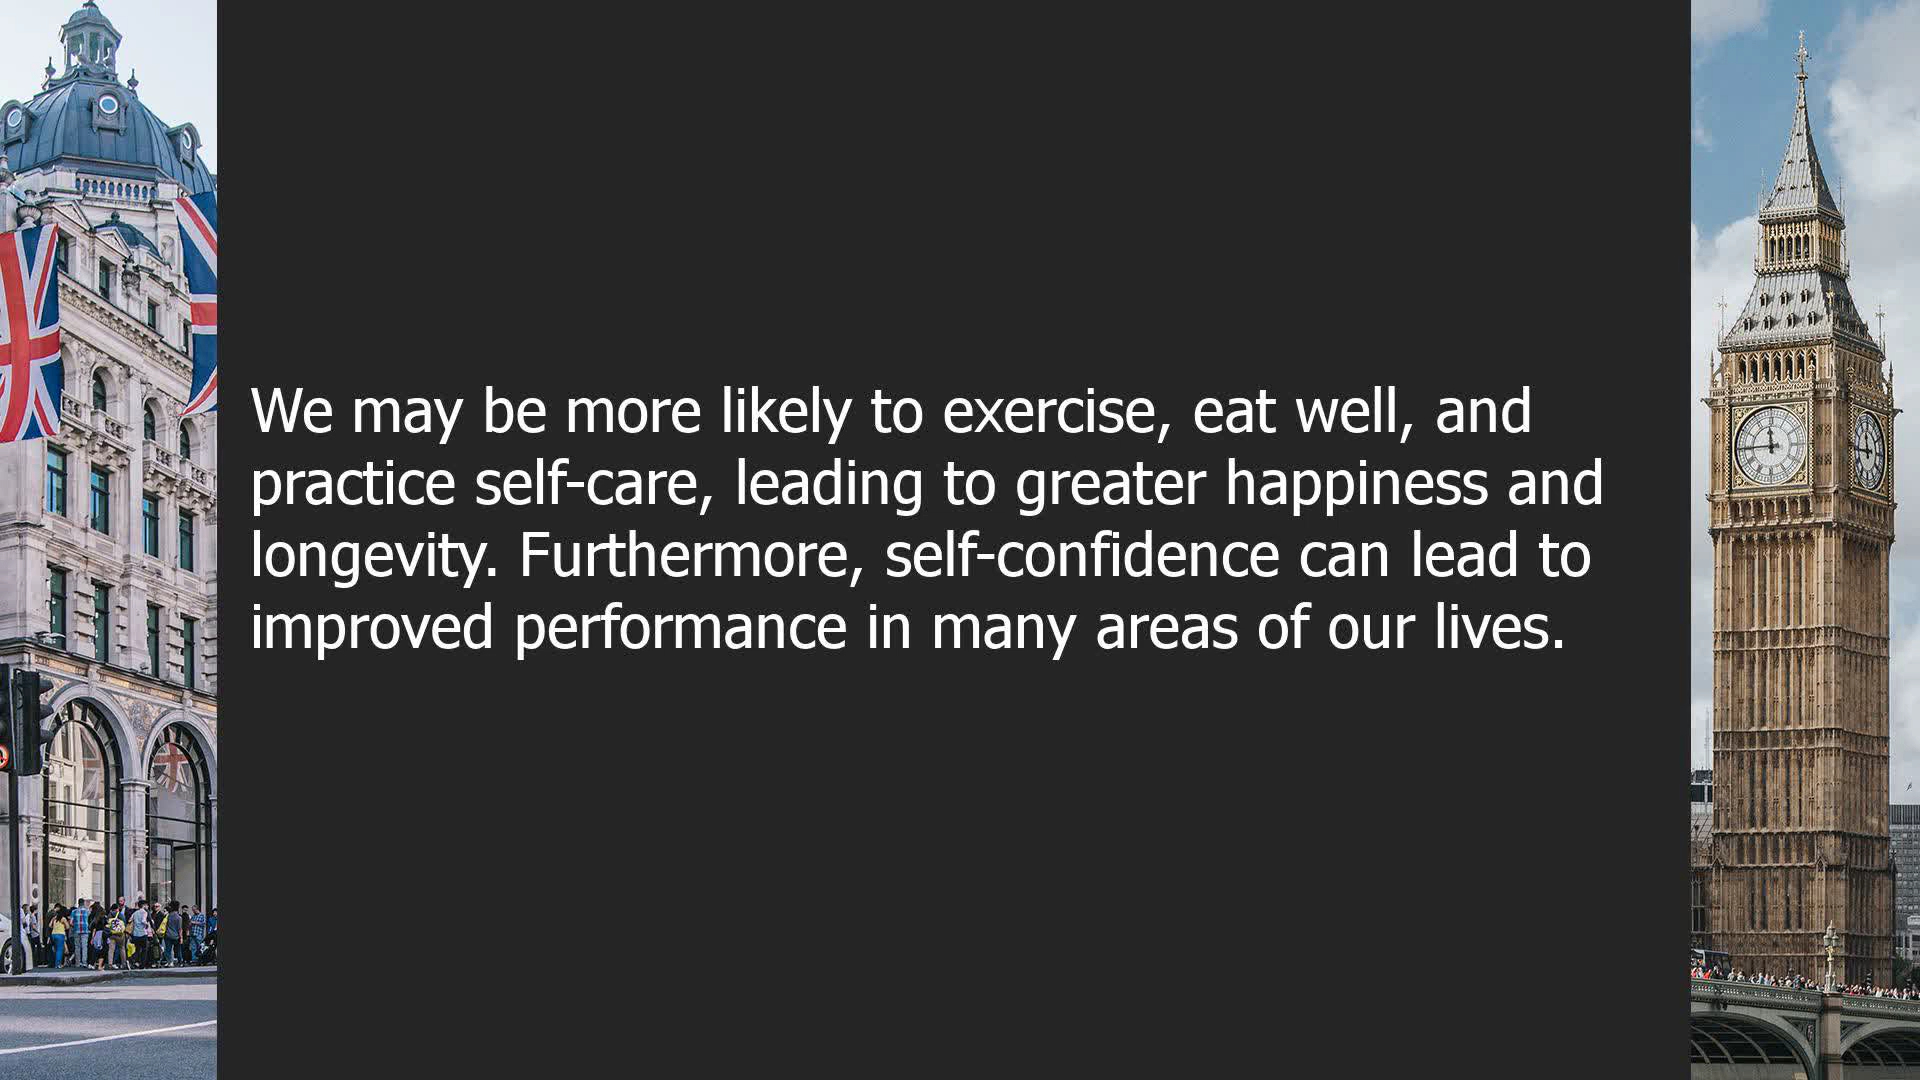 We may be more likely to exercise, eat well, and
practice self-care, leading to greater happiness and
longevity. Furthermore, self-confidence can lead to
improved performance in many areas of our lives.